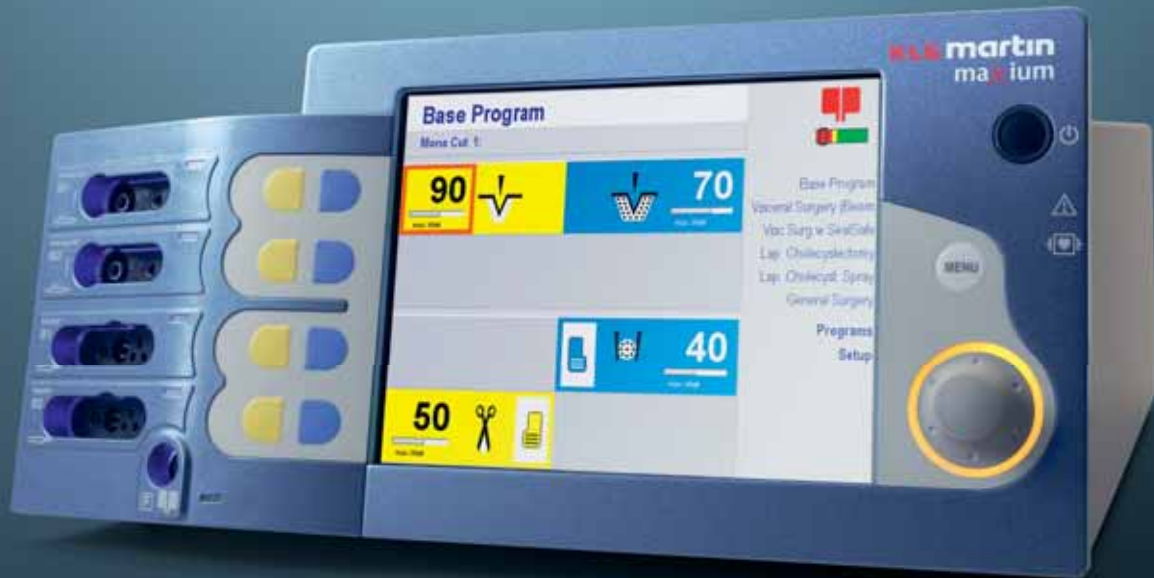 KLS martin
maxium
Base Program
Mono Cut 1:
90
70
Base Program
Visceral Surgery
Visc Surg w SealSafe
Lap. Cholecystectomy
Lap. Cholecyst. Spray
General Surgery
MENU
Programs
Setup
40
50